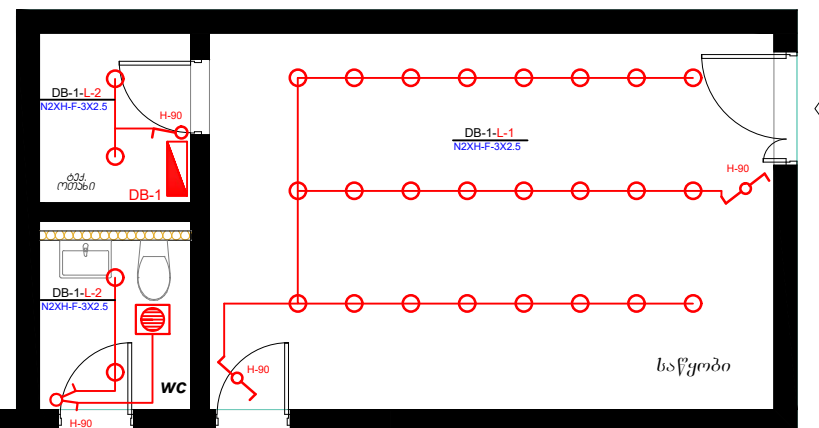 DB-1-L-2
N2XH-F-3X2.5
H-90
ტექ.
ოთახი
DB-1
DB-1-L-1
N2XH-F-3X2.5
H-90
DB-1-L-2
N2XH-F-3X2.5
WC
H-90
H-90
საწყობი